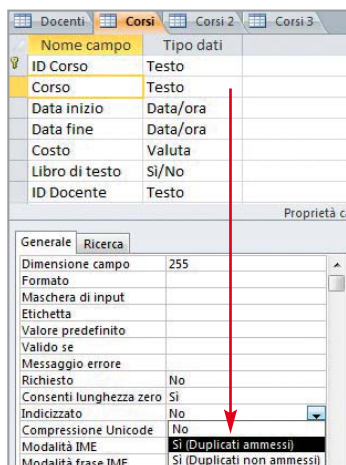 Docenti Corsi Corsi 2 Corsi 3
Nome campo Tipo dati
ID Corso Testo
Corso Testo
Data inizio Data/ora
Data fine Data/ora
Costo Valuta
Libro di testo Sì/No
ID Docente Testo
Proprietà c
Generale Ricerca
Dimensione campo 255
Formato
Maschera di input
Etichetta
Valore predefinito
Valido se
Messaggio errore
Richiesto No
Consenti lunghezza zero Sì
Indicizzato No
Compressione Unicode No
Modalità IME Sì (Duplicati ammessi)
Modalità frase IME Sì (Duplicati non ammessi)